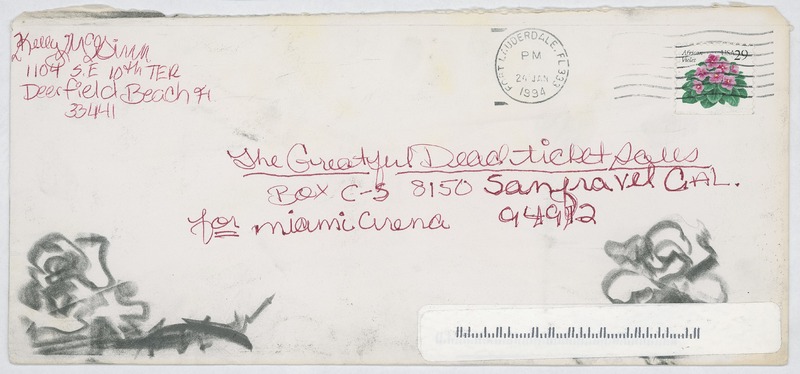 Kelly McGinn
1104 S.E 10th TER
Deerfield Beach Fl
33441
FORT LAUDERDALE, FL 333
PM
24 JAN
1994
African
Violet
USA 29
The Greatful Dead ticket Sales
BOX C-S 8150 Sanfravel CAL.
for miami arena 94912